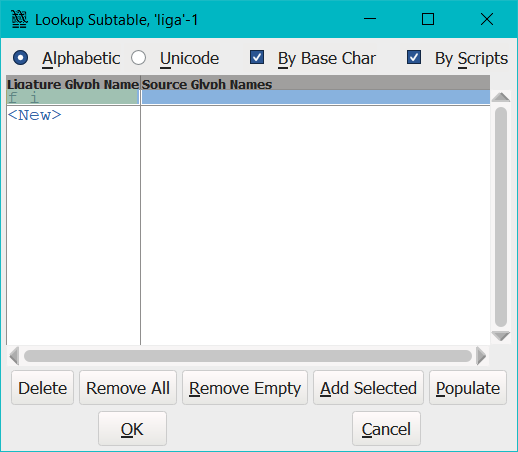 Lookup Subtable, 'liga'-1
Alphabetic Unicode By Base Char By Scripts
Ligature Glyph Name Source Glyph Names
f i
<New>
Delete Remove All Remove Empty Add Selected Populate
OK Cancel